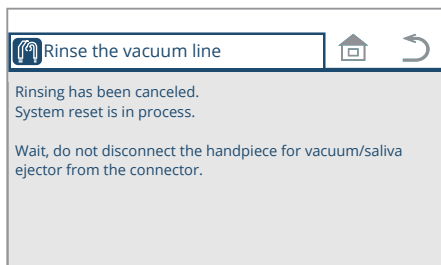 Rinse the vacuum line
Rinsing has been canceled.
System reset is in process.
Wait, do not disconnect the handpiece for vacuum/saliva
ejector from the connector.